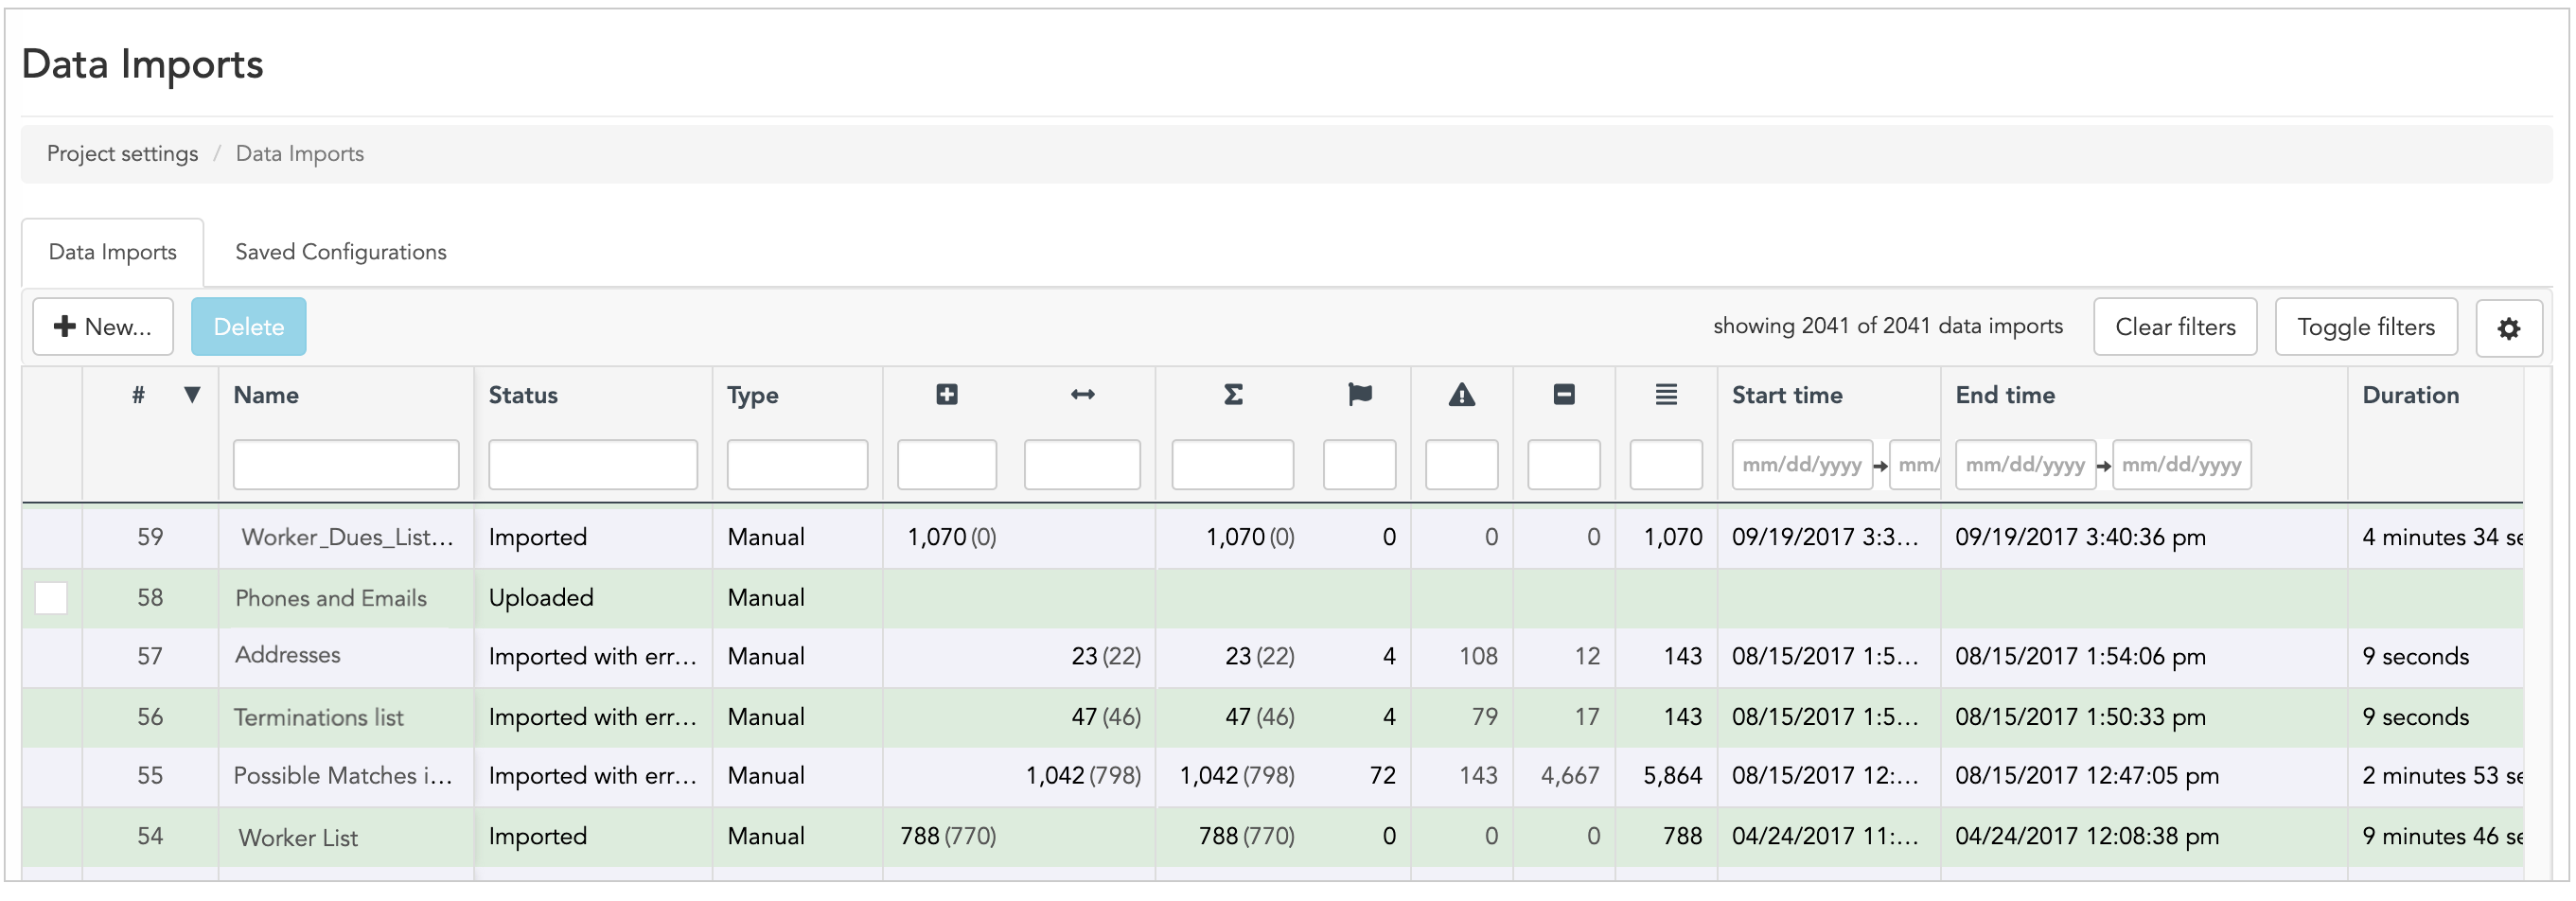 Data Imports
Project settings / Data Imports
Data Imports Saved Configurations
New... Delete showing 2041 of 2041 data imports Clear filters Toggle filters
# ▼ Name Status Type Σ Start time End time Duration
mm/dd/yyyy mm/ mm/dd/yyyy mm/dd/yyyy
59 Worker_Dues_List... Imported Manual 1,070 (0) 1,070 (0) 0 0 0 1,070 09/19/2017 3:3... 09/19/2017 3:40:36 pm 4 minutes 34 se
58 Phones and Emails Uploaded Manual
57 Addresses Imported with err... Manual 23 (22) 23 (22) 4 108 12 143 08/15/2017 1:5... 08/15/2017 1:54:06 pm 9 seconds
56 Terminations list Imported with err... Manual 47 (46) 47 (46) 4 79 17 143 08/15/2017 1:5... 08/15/2017 1:50:33 pm 9 seconds
55 Possible Matches i... Imported with err... Manual 1,042 (798) 1,042 (798) 72 143 4,667 5,864 08/15/2017 12:... 08/15/2017 12:47:05 pm 2 minutes 53 se
54 Worker List Imported Manual 788 (770) 788 (770) 0 0 0 788 04/24/2017 11:... 04/24/2017 12:08:38 pm 9 minutes 46 se